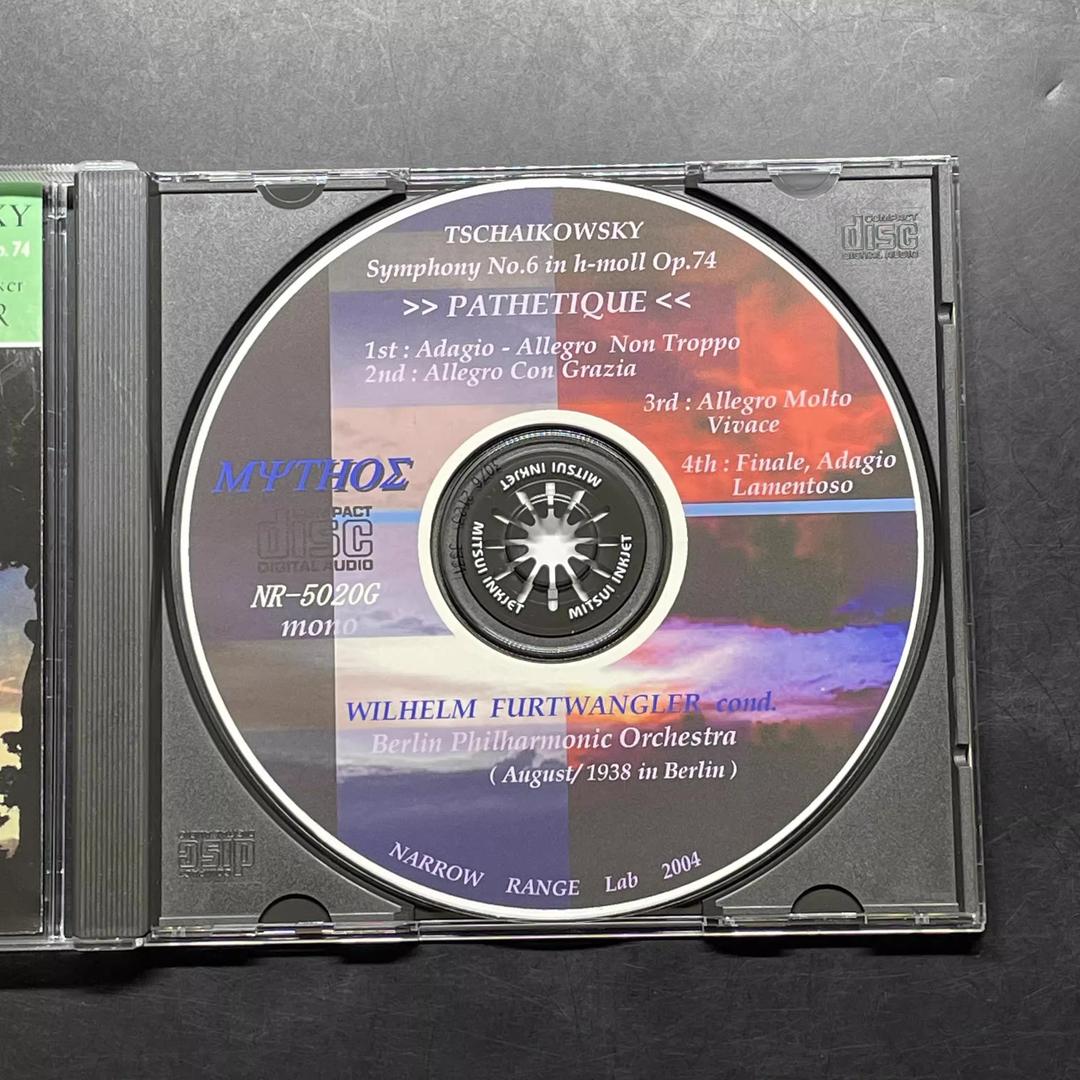 KY
p.74
R
COMPACT
disc
DIGITAL AUDIO
TSCHAIKOWSKY
Symphony No.6 in h-moll Op.74
>> PATHETIQUE <<
1st : Adagio - Allegro Non Troppo
2nd : Allegro Con Grazia
3rd : Allegro Molto
Vivace
4th : Finale, Adagio
Lamentoso
ΜΨΤΗΟΣ
PACT
disc
DIGITAL AUDIO
NR-5020G
mono
MITSUI INKJET
MITSUI INKJET
MITSUI INKJET
WILHELM FURTWANGLER cond.
Berlin Philharmonic Orchestra
( August/ 1938 in Berlin )
NARROW RANGE Lab 2004
disc